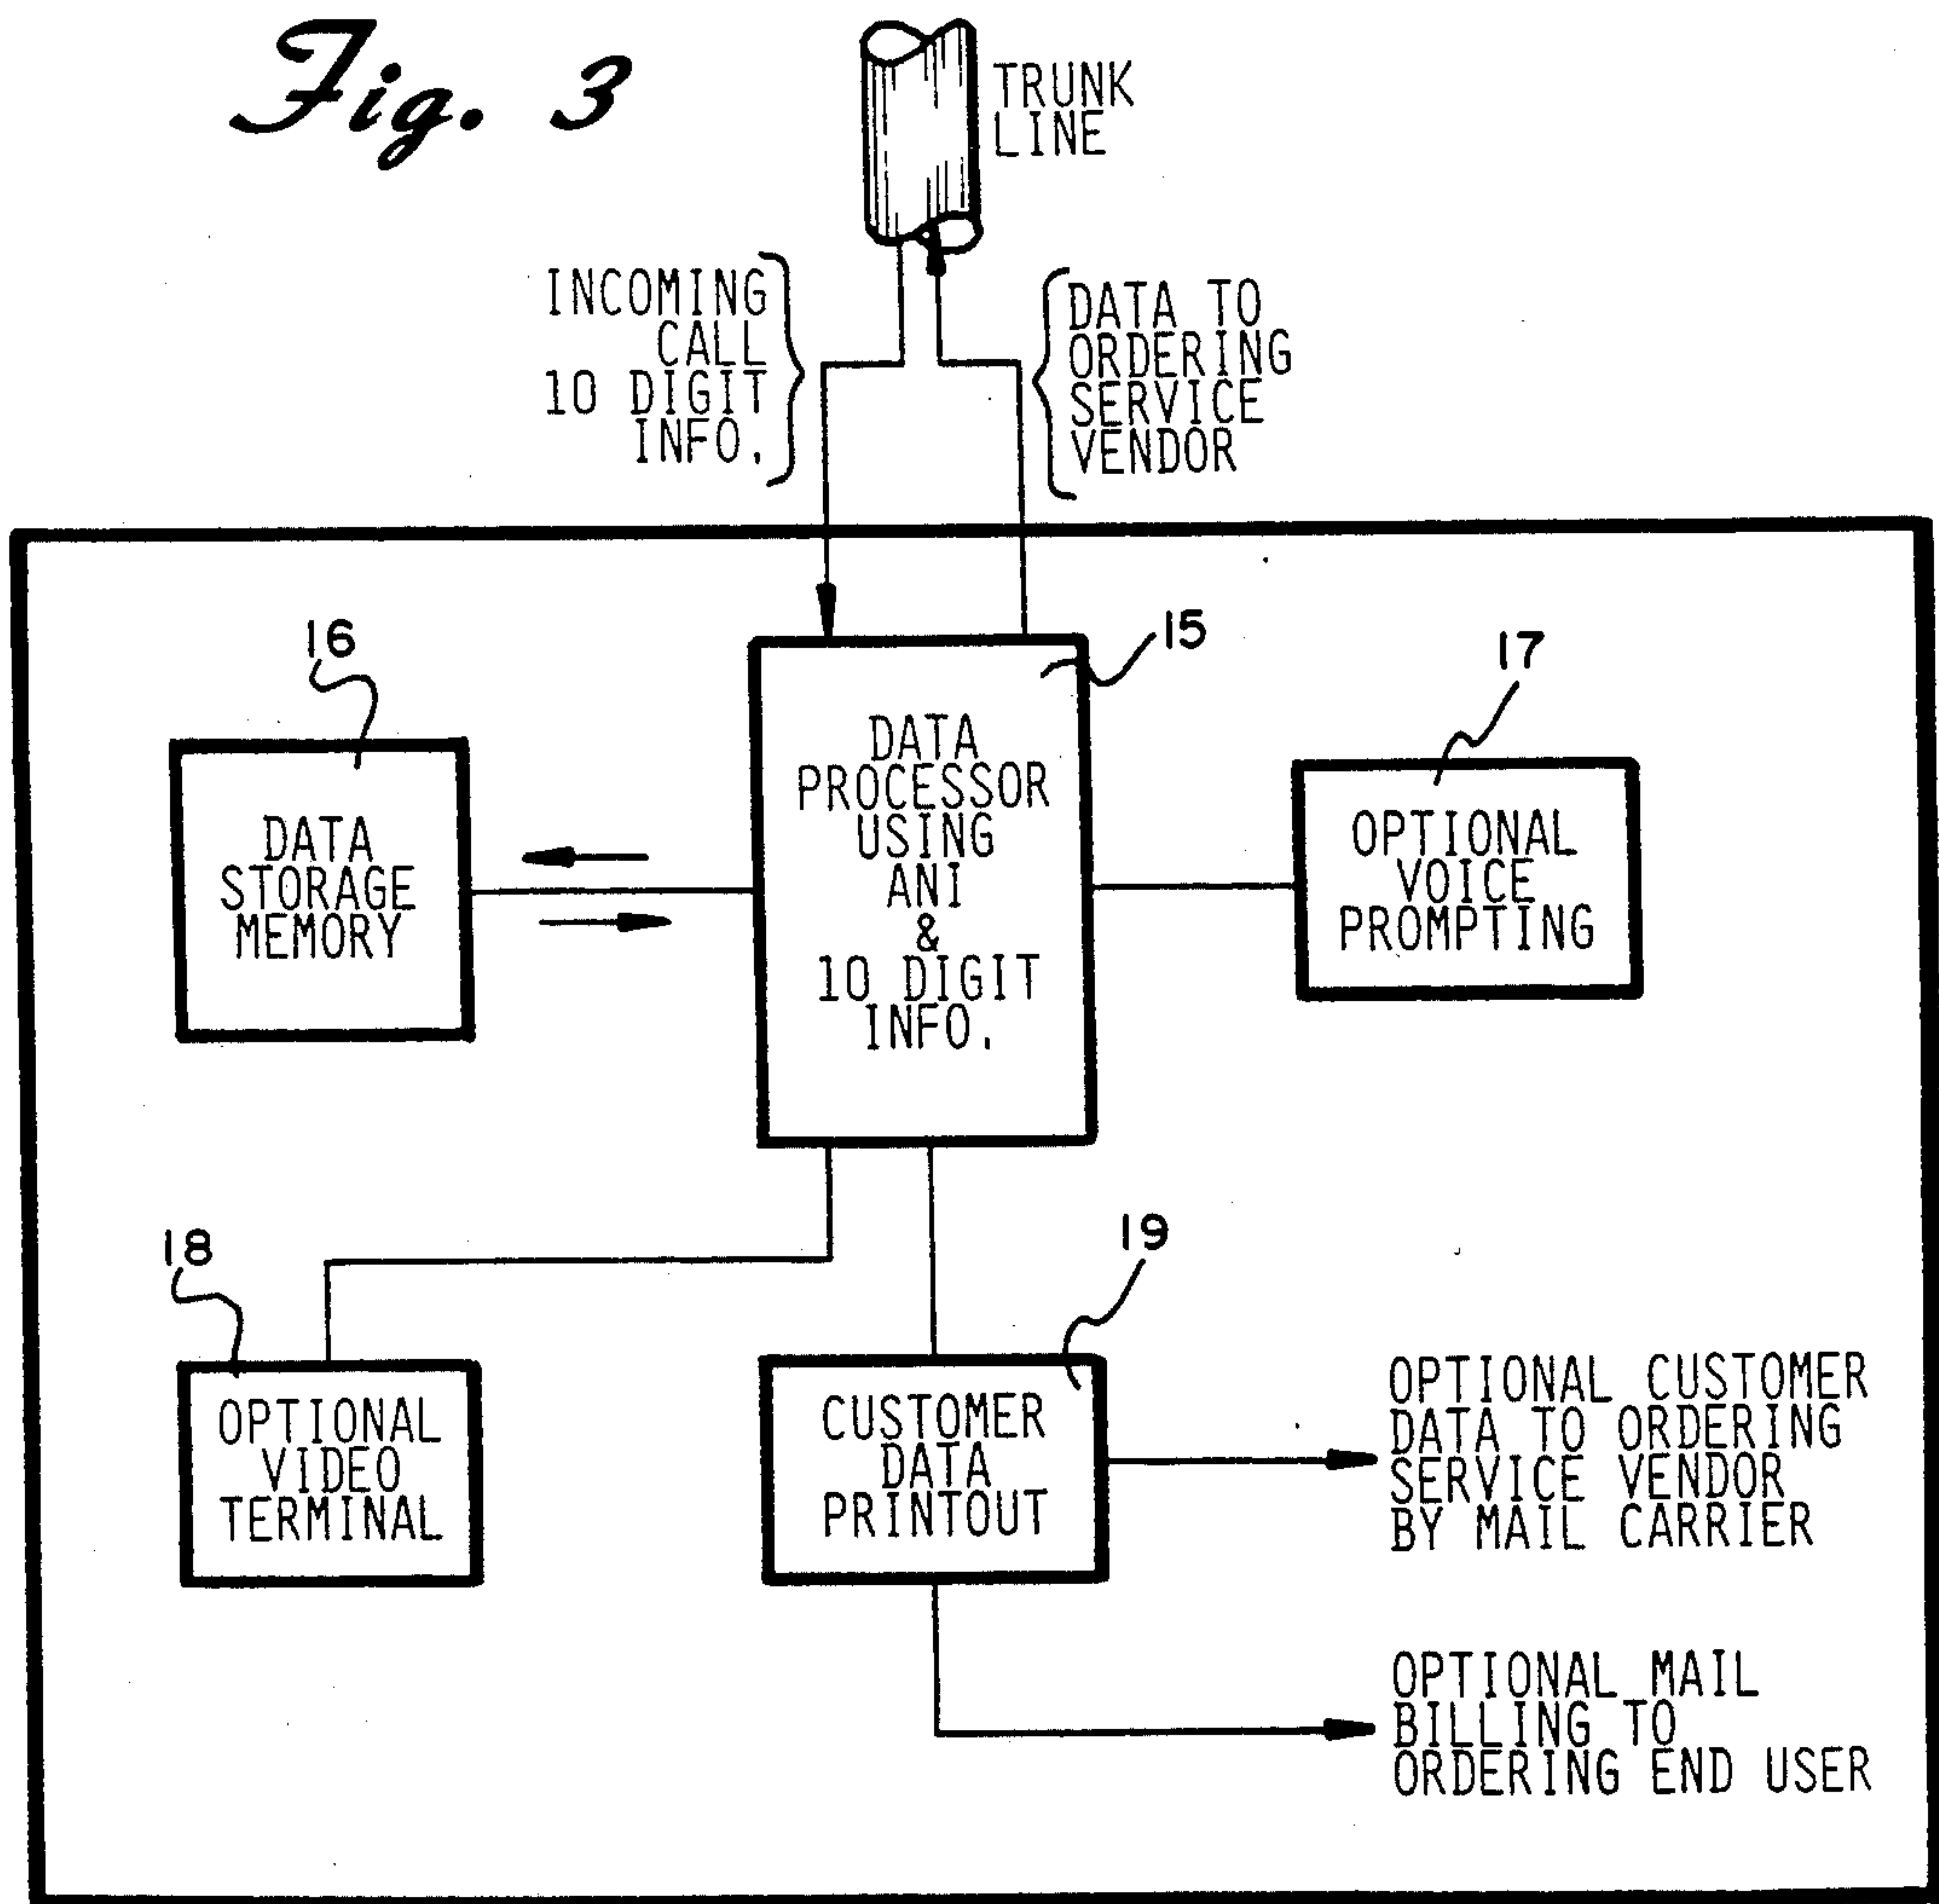 Fig. 3
TRUNK
LINE
INCOMING
CALL
10 DIGIT
INFO.
DATA TO
ORDERING
SERVICE
VENDOR
16
15
17
DATA
STORAGE
MEMORY
DATA
PROCESSOR
USING
ANI
&
10 DIGIT
INFO.
OPTIONAL
VOICE
PROMPTING
18
19
OPTIONAL
VIDEO
TERMINAL
CUSTOMER
DATA
PRINTOUT
OPTIONAL CUSTOMER
DATA TO ORDERING
SERVICE VENDOR
BY MAIL CARRIER
OPTIONAL MAIL
BILLING TO
ORDERING END USER